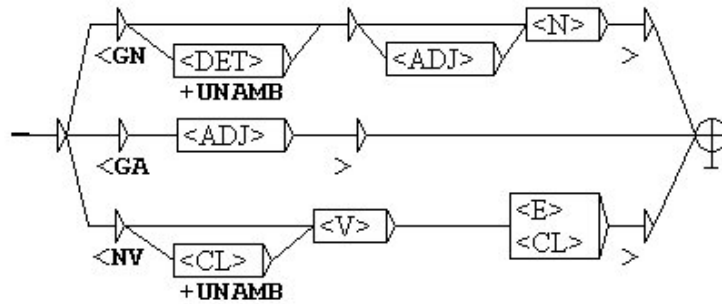 <N>
<DET>
<ADJ>
<GN
>
+UNAMB
<ADJ>
<GA
>
<V>
<E>
<CL>
<CL>
<NV
>
+UNAMB